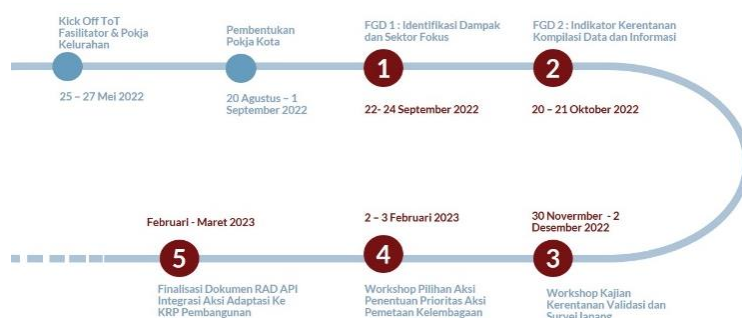 Kick Off ToT
Fasilitator & Pokja
Kelurahan
25 – 27 Mei 2022
Pembentukan
Pokja Kota
20 Agustus – 1
September 2022
FGD 1 : Identifikasi Dampak
dan Sektor Fokus
1
22- 24 September 2022
FGD 2 : Indikator Kerentanan
Kompilasi Data dan Informasi
2
20 – 21 Oktober 2022
30 Novermber - 2
Desember 2022
3
Workshop Kajian
Kerentanan Validasi dan
Survei lapang
2 – 3 Februari 2023
4
Workshop Pilihan Aksi
Penentuan Prioritas Aksi
Pemetaan Kelembagaan
Februari - Maret 2023
5
Finalisasi Dokumen RAD API
Integrasi Aksi Adaptasi Ke
KRP Pembangunan